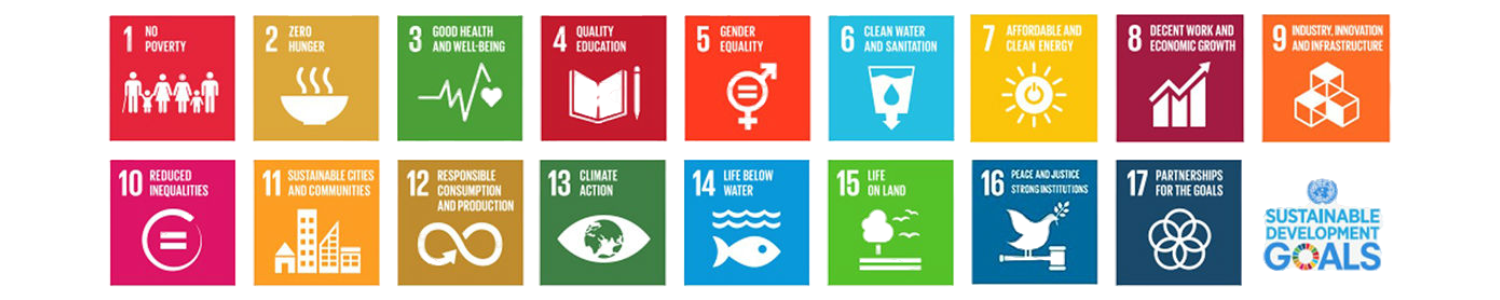 1 NO
POVERTY
2 ZERO
HUNGER
3 GOOD HEALTH
AND WELL-BEING
4 QUALITY
EDUCATION
5 GENDER
EQUALITY
6 CLEAN WATER
AND SANITATION
7 AFFORDABLE AND
CLEAN ENERGY
8 DECENT WORK AND
ECONOMIC GROWTH
9 INDUSTRY, INNOVATION
AND INFRASTRUCTURE
10 REDUCED
INEQUALITIES
11 SUSTAINABLE CITIES
AND COMMUNITIES
12 RESPONSIBLE
CONSUMPTION
AND PRODUCTION
13 CLIMATE
ACTION
14 LIFE BELOW
WATER
15 LIFE
ON LAND
16 PEACE AND JUSTICE
STRONG INSTITUTIONS
17 PARTNERSHIPS
FOR THE GOALS
SUSTAINABLE
DEVELOPMENT
GOALS